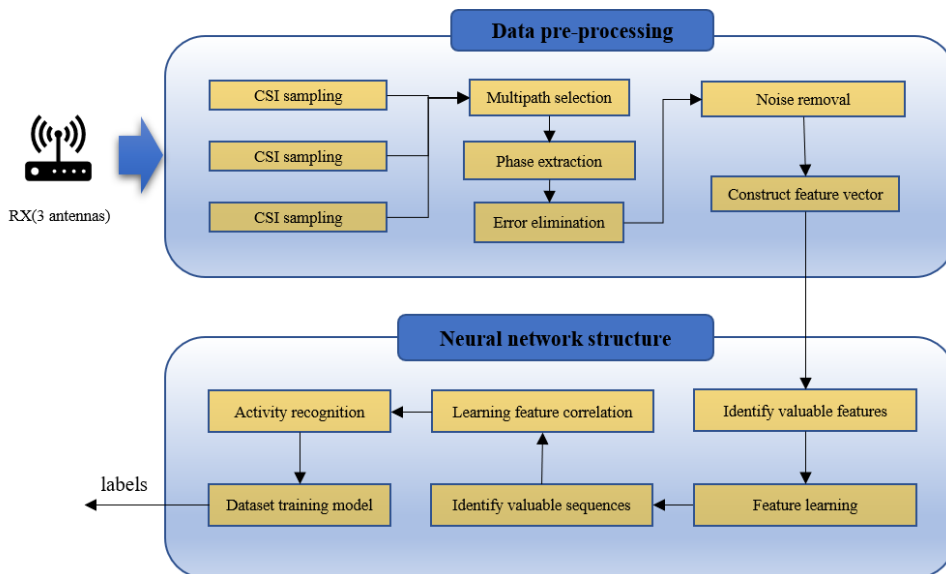 Data pre-processing
CSI sampling
CSI sampling
CSI sampling
RX(3 antennas)
Multipath selection
Phase extraction
Error elimination
Noise removal
Construct feature vector
Neural network structure
Identify valuable features
Feature learning
Identify valuable sequences
Learning feature correlation
Activity recognition
Dataset training model
labels